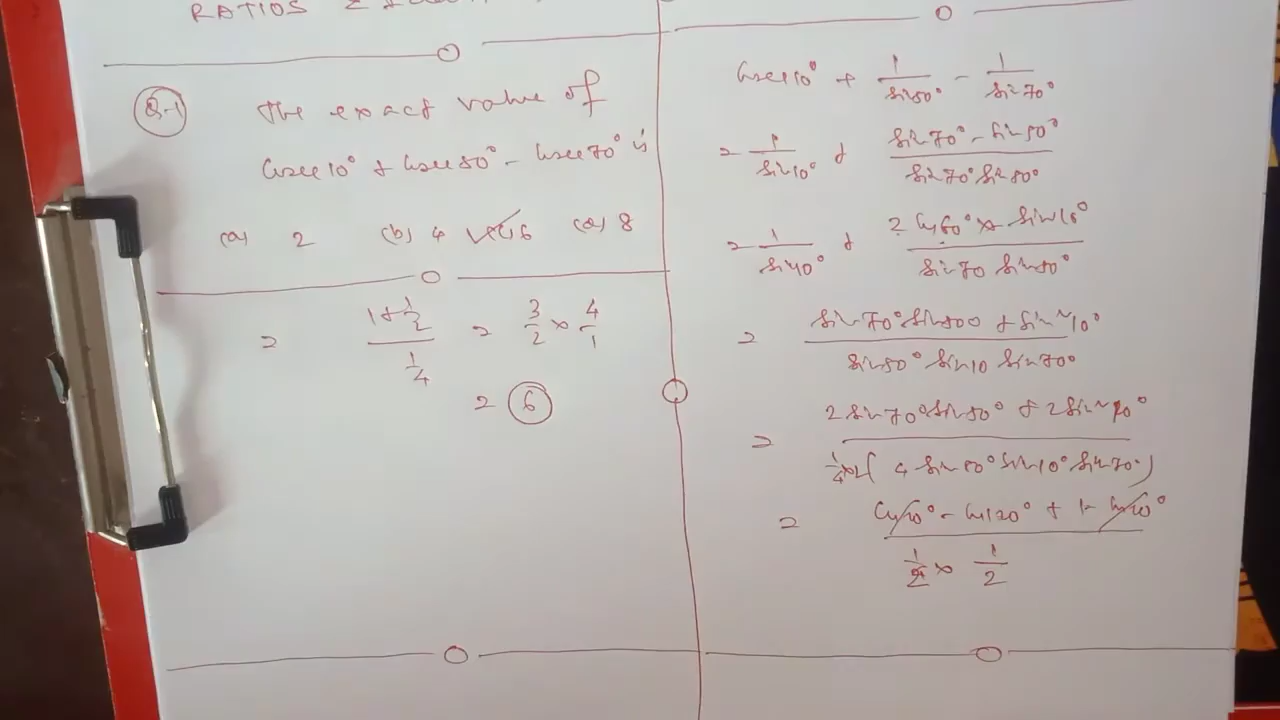 RATIOS &
Q-1 The exact value of
Cosec10° + Cosec50° - Cosec70° is
(a) 2 (b) 4 (c) 6 (d) 8
= (1+1/2)/(1/4) = 3/2 × 4/1
= 6
Cosec10° + 1/Sin50° - 1/Sin70°
= 1/Sin10° + (Sin70° - Sin50°)/(Sin70° Sin50°)
= 1/Sin10° + (2 Cos60° × Sin10°)/(Sin70 Sin50°)
= (Sin70° Sin50 + Sin²10°)/(Sin50° Sin10 Sin70°)
= (2 Sin70° Sin50° + 2 Sin²10°)/(1/4×2(4 Sin50° Sin10° Sin70°))
= (Cos20° - Cos120° + 1 - Cos20°)/(1/2 × 1/2)